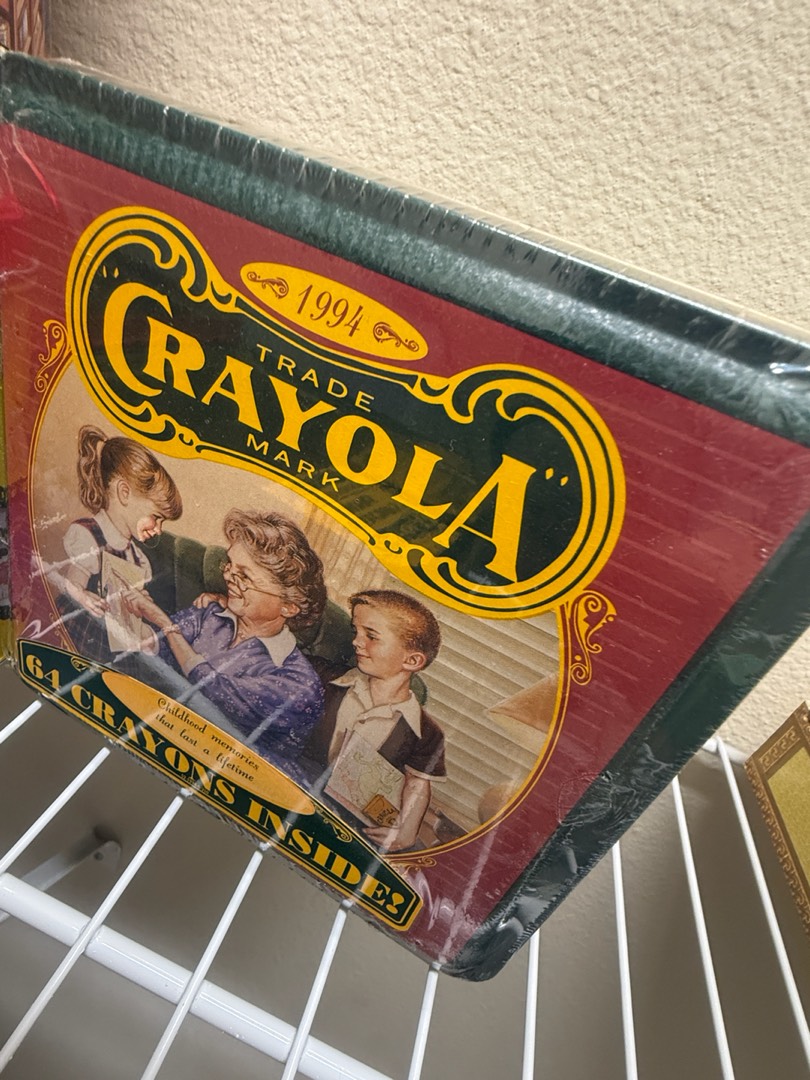 1994
TRADE
"CRAYOLA"
MARK
Childhood memories
that last a lifetime
64 CRAYONS INSIDE!